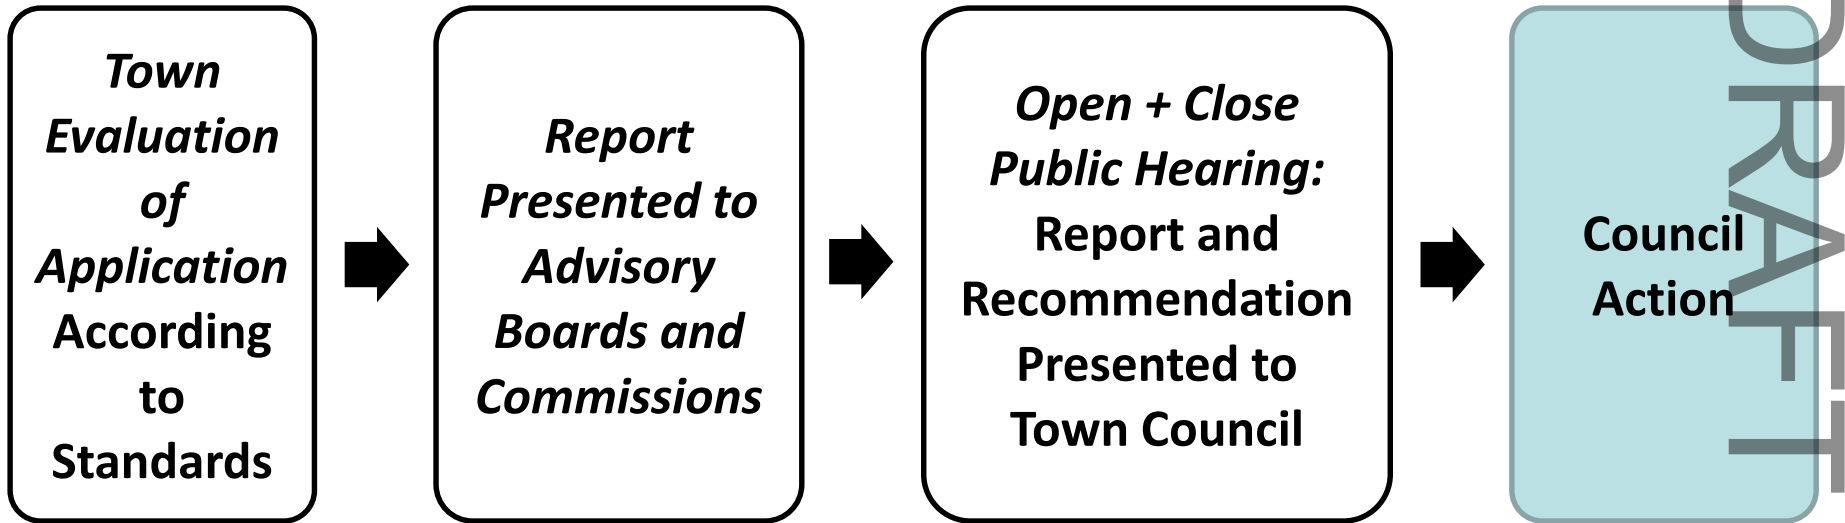 Town
Evaluation
of
Application
According
to
Standards
Report
Presented to
Advisory
Boards and
Commissions
Open + Close
Public Hearing:
Report and
Recommendation
Presented to
Town Council
Council
Action
DRAFT